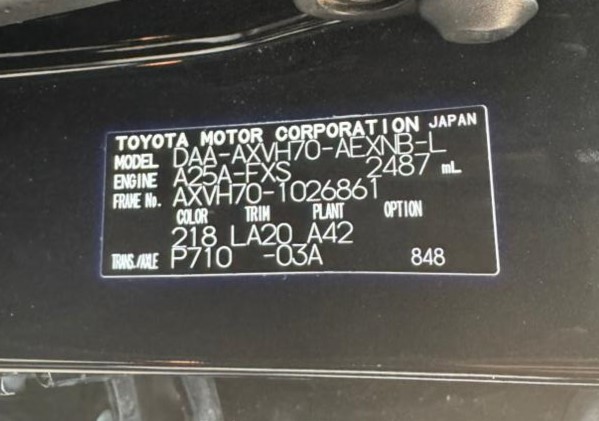 TOYOTA MOTOR CORPORATION JAPAN
MODEL DAA-AXVH70-AEXNB-L
ENGINE A25A-FXS 2487 mL
FRAME No. AXVH70-1026861
COLOR TRIM PLANT OPTION
218 LA20 A42
TRANS./AXLE P710 -03A 848